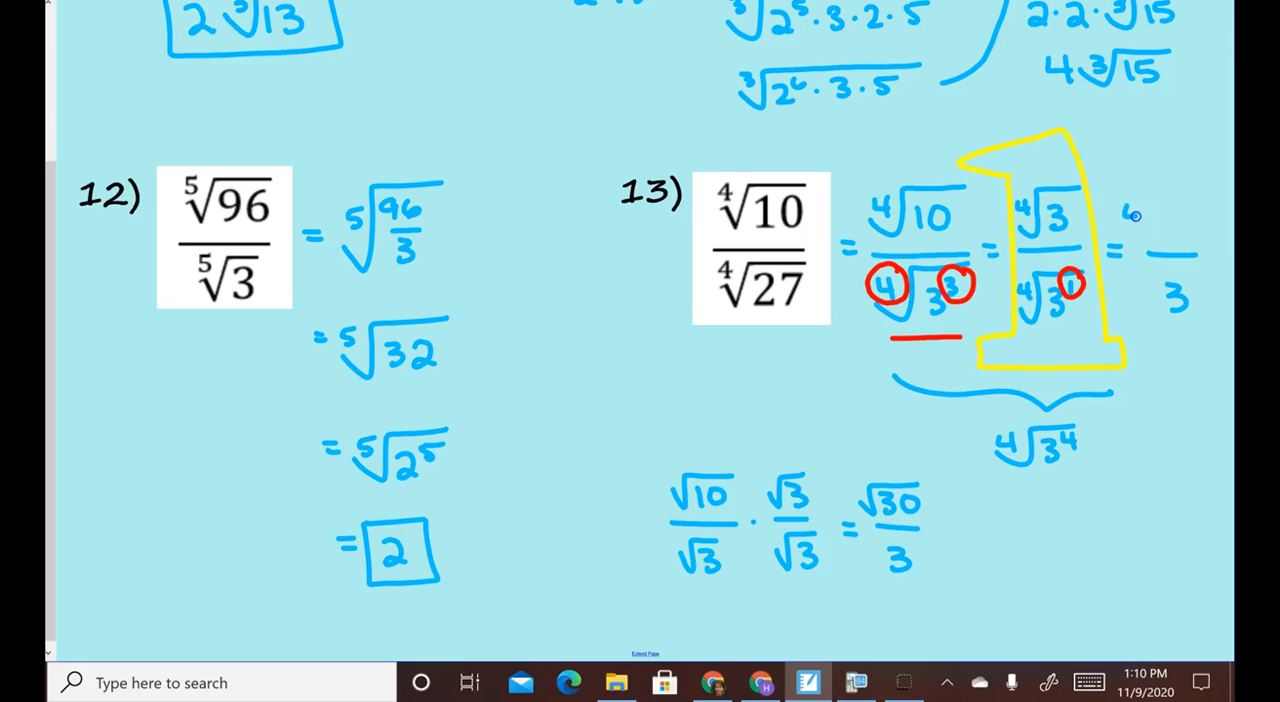 2∛13
∛2⁵·3·2·5
2·2·∛15
∛2⁶·3·5
4∛15
12) ⁵√96 / ⁵√3 = ⁵√(96/3)
= ⁵√32
= ⁵√2⁵
= 2
13) ⁴√10 / ⁴√27 = ⁴√10 / ⁴√3³ = ⁴√3 / ⁴√3¹ = / 3
⁴√3⁴
√10 / √3 · √3 / √3 = √30 / 3
Extend Page
Type here to search
1:10 PM
11/9/2020